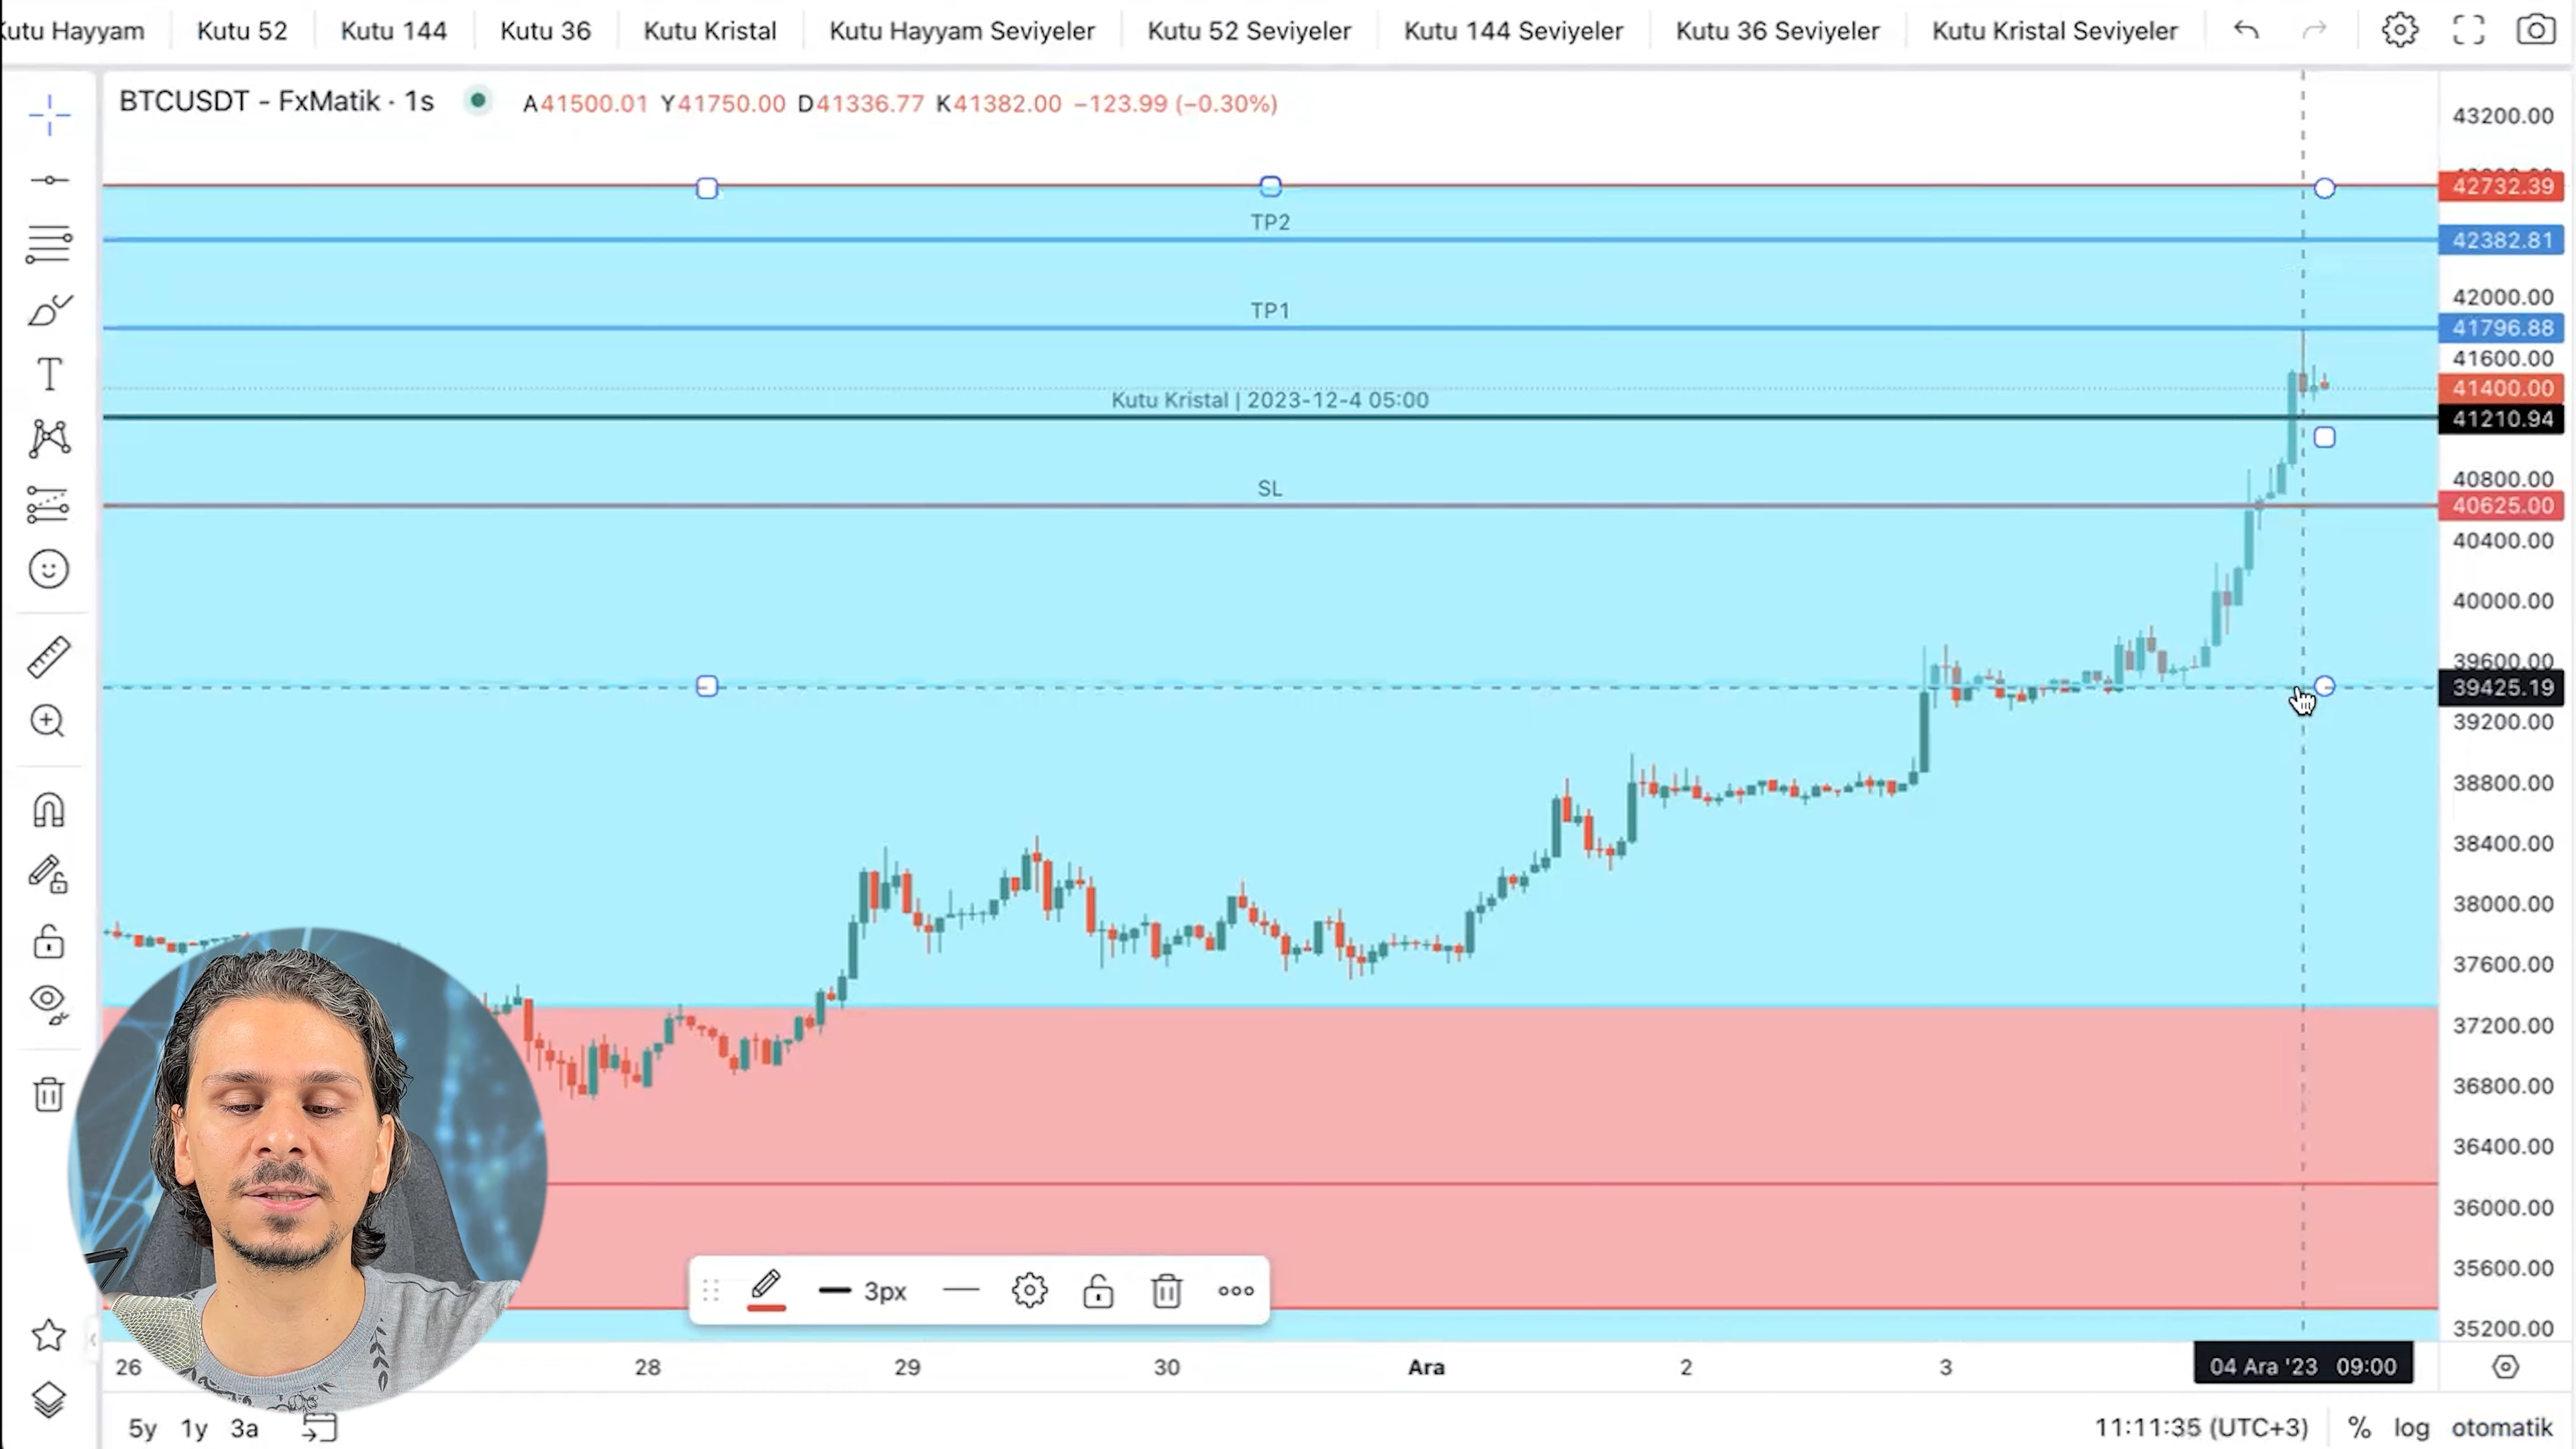 Kutu Hayyam Kutu 52 Kutu 144 Kutu 36 Kutu Kristal Kutu Hayyam Seviyeler Kutu 52 Seviyeler Kutu 144 Seviyeler Kutu 36 Seviyeler Kutu Kristal Seviyeler
BTCUSDT - FxMatik · 1s A41500.01 Y41750.00 D41336.77 K41382.00 −123.99 (−0.30%)
43200.00
42732.39
TP2
42382.81
42000.00
TP1
41796.88
41600.00
41400.00
Kutu Kristal | 2023-12-4 05:00
41210.94
40800.00
SL
40625.00
40400.00
40000.00
39600.00
39425.19
39200.00
38800.00
38400.00
38000.00
37600.00
37200.00
36800.00
36400.00
36000.00
35600.00
3px
35200.00
26 28 29 30 Ara 2 3 04 Ara '23 09:00
5y 1y 3a 11:11:35 (UTC+3) % log otomatik